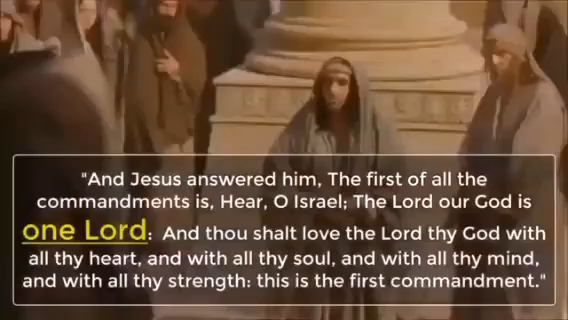 "And Jesus answered him, The first of all the
commandments is, Hear, O Israel; The Lord our God is
one Lord:  And thou shalt love the Lord thy God with
all thy heart, and with all thy soul, and with all thy mind,
and with all thy strength: this is the first commandment."